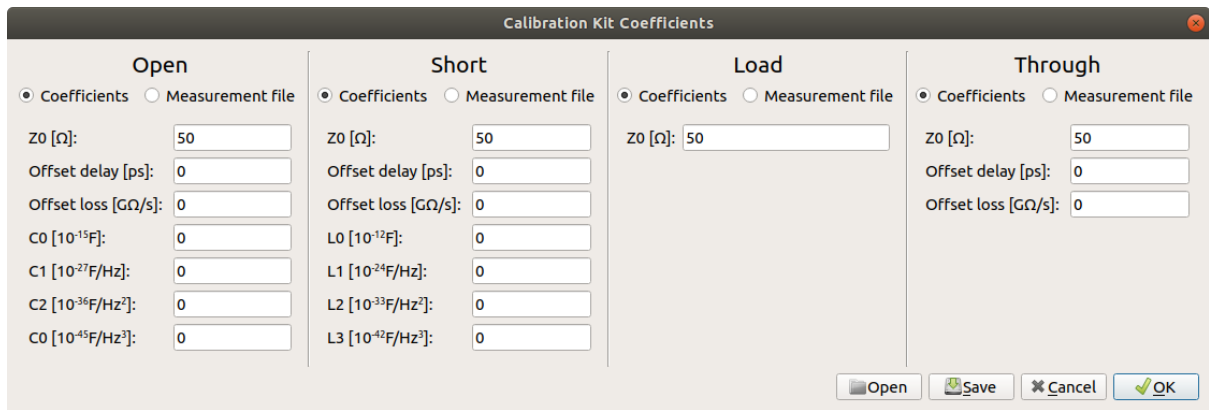 Calibration Kit Coefficients
Open
Coefficients Measurement file
Z0 [Ω]: 50
Offset delay [ps]: 0
Offset loss [GΩ/s]: 0
C0 [10⁻¹⁵F]: 0
C1 [10⁻²⁷F/Hz]: 0
C2 [10⁻³⁶F/Hz²]: 0
C0 [10⁻⁴⁵F/Hz³]: 0
Short
Coefficients Measurement file
Z0 [Ω]: 50
Offset delay [ps]: 0
Offset loss [GΩ/s]: 0
L0 [10⁻¹²F]: 0
L1 [10⁻²⁴F/Hz]: 0
L2 [10⁻³³F/Hz²]: 0
L3 [10⁻⁴²F/Hz³]: 0
Load
Coefficients Measurement file
Z0 [Ω]: 50
Through
Coefficients Measurement file
Z0 [Ω]: 50
Offset delay [ps]: 0
Offset loss [GΩ/s]: 0
Open Save Cancel OK